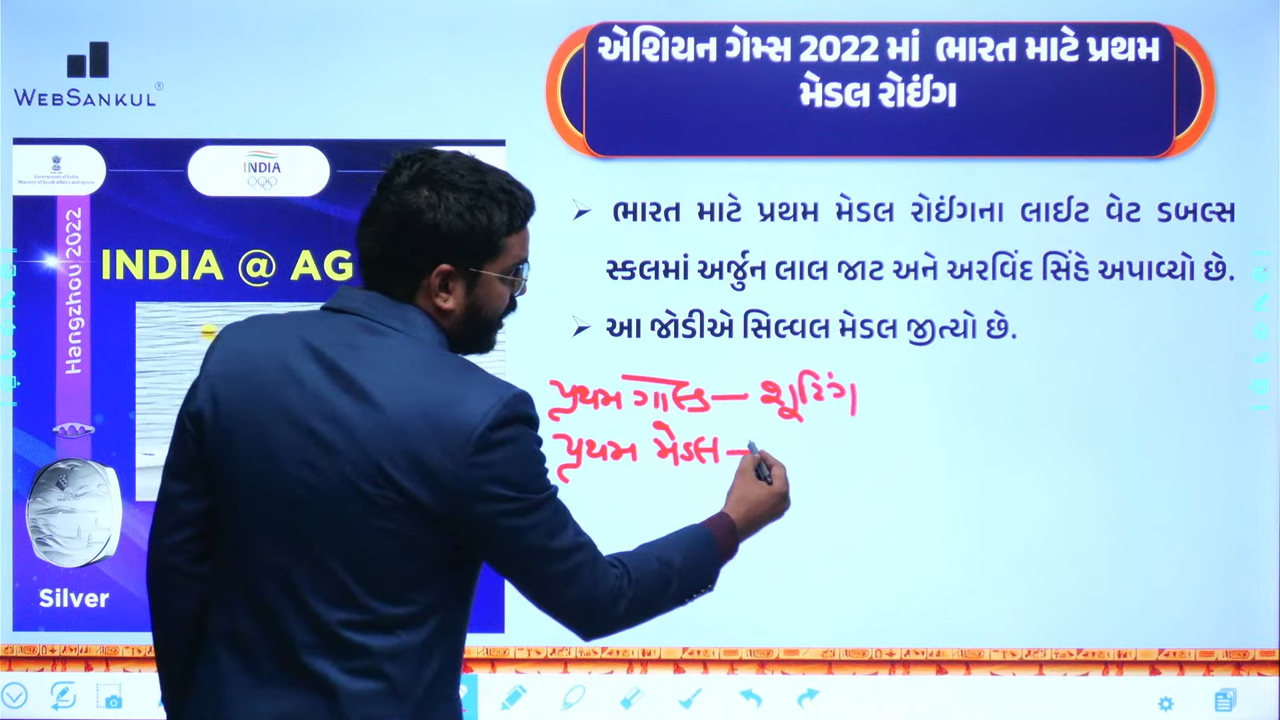 WEBSANKUL®
એશિયન ગેમ્સ 2022 માં ભારત માટે પ્રથમ
મેડલ રોઈંગ
INDIA
Hangzhou 2022
INDIA @ AG
Silver
ભારત માટે પ્રથમ મેડલ રોઈંગના લાઈટ વેટ ડબલ્સ
સ્કલમાં અર્જુન લાલ જાટ અને અરવિંદ સિંહે અપાવ્યો છે.
આ જોડીએ સિલ્વલ મેડલ જીત્યો છે.
પ્રથમ ગોલ્ડ — શૂટિંગ
પ્રથમ મેડલ —